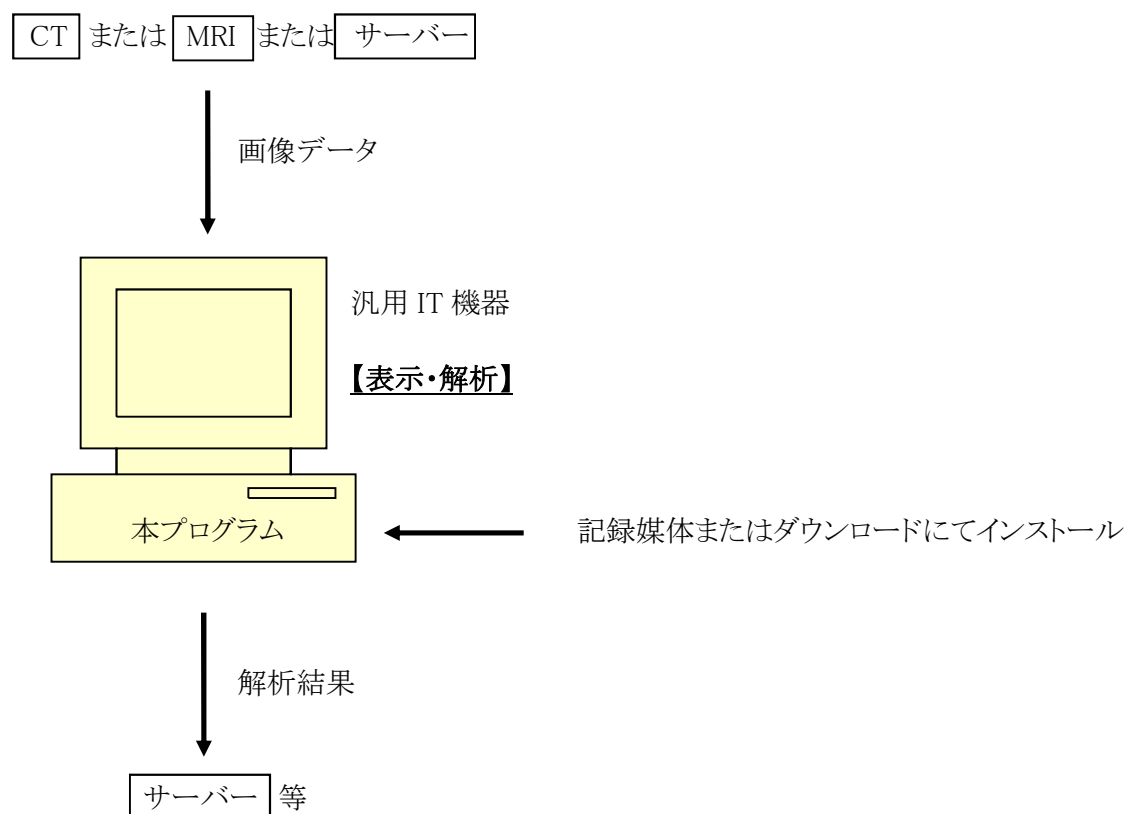 CT または MRI または サーバー
画像データ
汎用 IT 機器
【表示・解析】
本プログラム
記録媒体またはダウンロードにてインストール
解析結果
サーバー 等